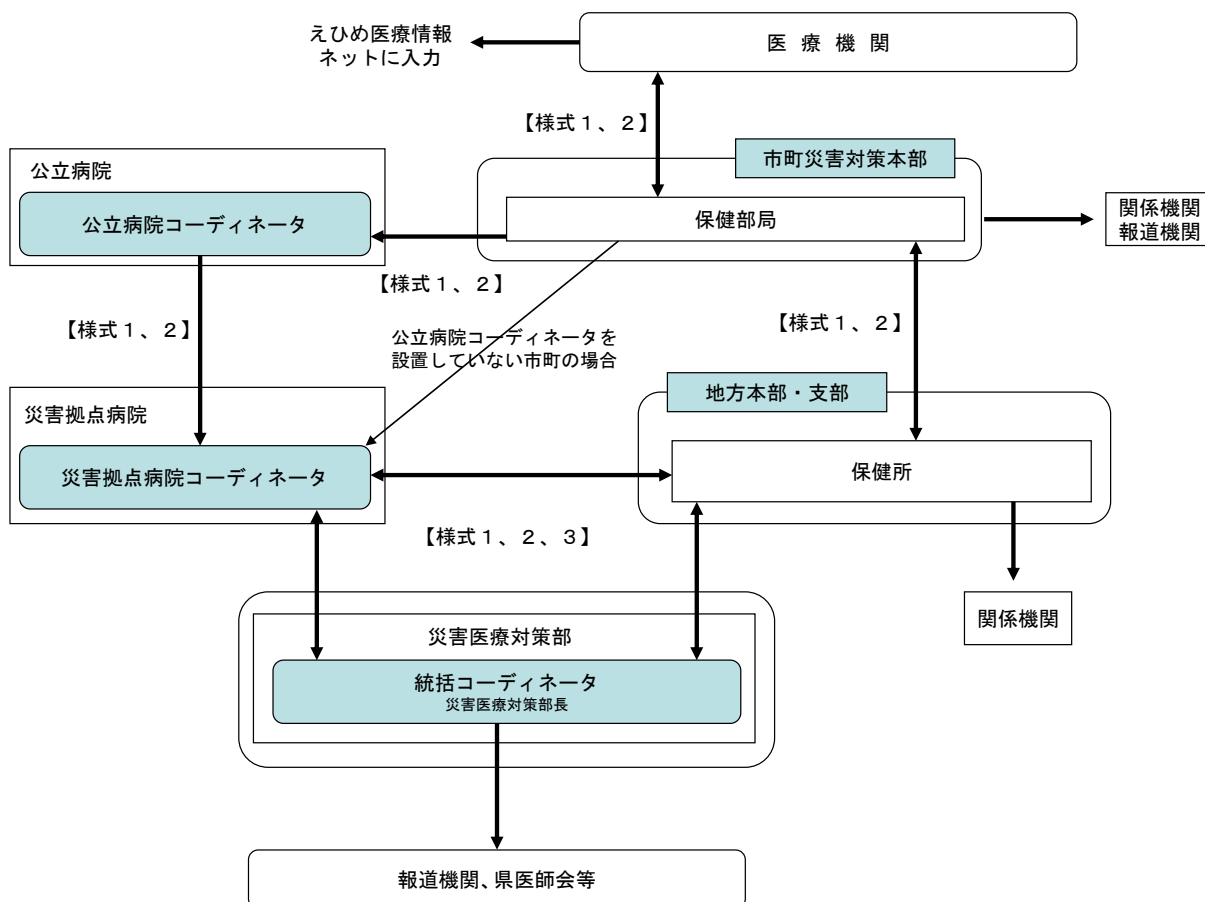 えひめ医療情報
ネットに入力
医 療 機 関
【様式１、２】
市町災害対策本部
公立病院
公立病院コーディネータ
保健部局
関係機関
報道機関
【様式１、２】
【様式１、２】
【様式１、２】
公立病院コーディネータを
設置していない市町の場合
地方本部・支部
災害拠点病院
災害拠点病院コーディネータ
保健所
【様式１、２、３】
関係機関
災害医療対策部
統括コーディネータ
災害医療対策部長
報道機関、県医師会等